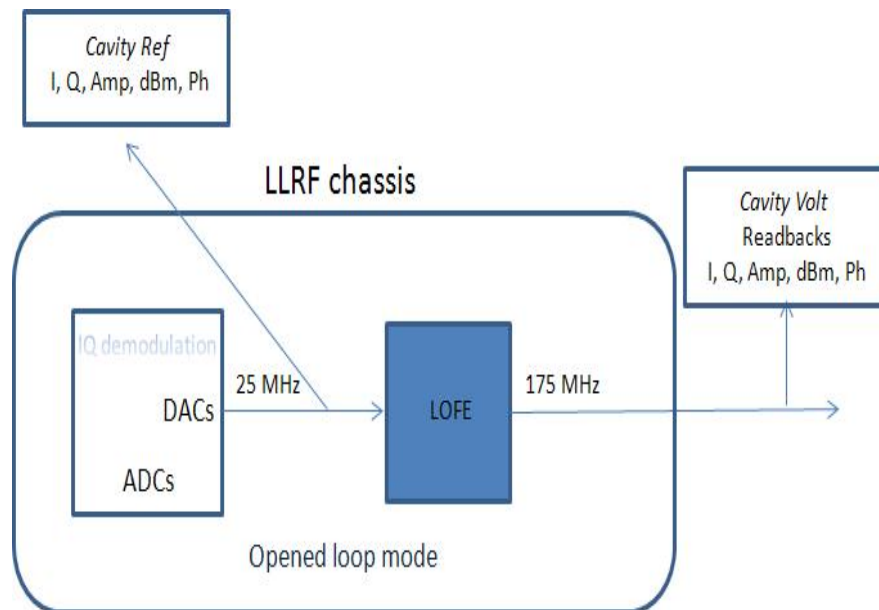 Cavity Ref
I, Q, Amp, dBm, Ph
LLRF chassis
Cavity Volt
Readbacks
I, Q, Amp, dBm, Ph
IQ demodulation
25 MHz
175 MHz
DACs
LOFE
ADCs
Opened loop mode